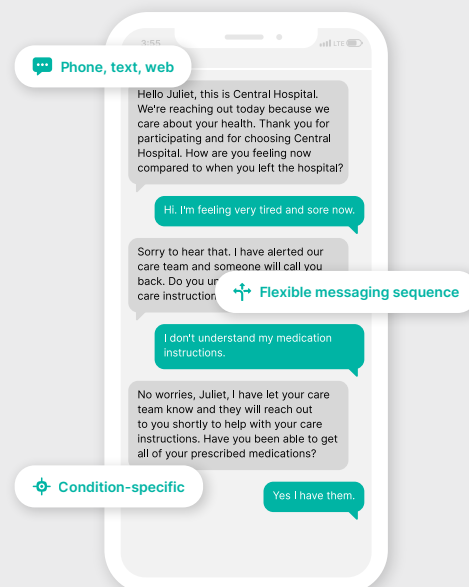 3:55
LTE
Phone, text, web
Hello Juliet, this is Central Hospital.
We're reaching out today because we
care about your health. Thank you for
participating and for choosing Central
Hospital. How are you feeling now
compared to when you left the hospital?
Hi. I'm feeling very tired and sore now.
Sorry to hear that. I have alerted our
care team and someone will call you
back. Do you
care
Flexible messaging sequence
I don't understand my medication
instructions.
No worries, Juliet, I have let your care
team know and they will reach out
to you shortly to help with your care
instructions. Have you been able to get
all of your prescribed medications?
Condition-specific
Yes I have them.